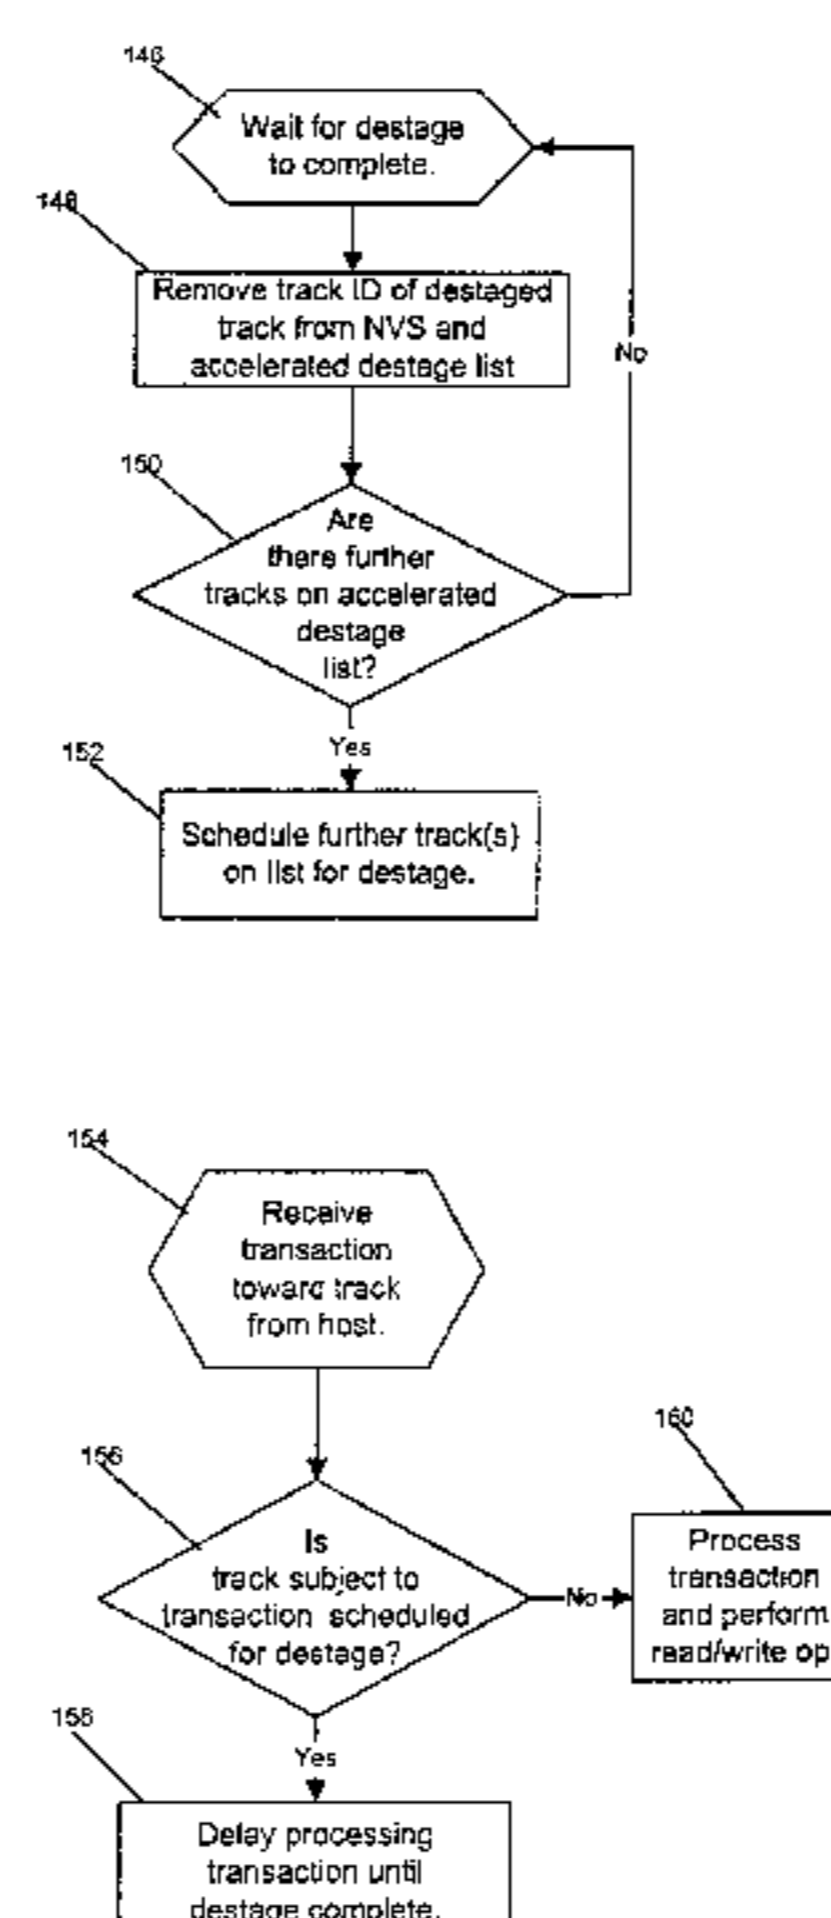 146
Wait for destage
to complete.
148
Remove track ID of destaged
track from NVS and
accelerated destage list
No
150
Are
there further
tracks on accelerated
destage
list?
Yes
152
Schedule further track(s)
on list for destage.
154
Receive
transaction
toward track
from host.
160
156
Is
track subject to
transaction scheduled
for destage?
No
Process
transaction
and perform
read/write op
158
Yes
Delay processing
transaction until
destage complete.